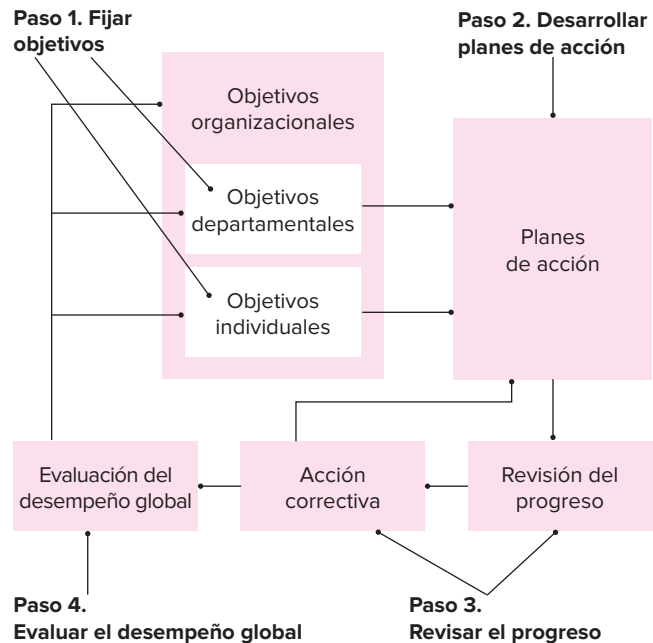 Paso 1. Fijar
objetivos
Paso 2. Desarrollar
planes de acción
Objetivos
organizacionales
Objetivos
departamentales
Objetivos
individuales
Planes
de acción
Evaluación del
desempeño global
Acción
correctiva
Revisión del
progreso
Paso 4.
Evaluar el desempeño global
Paso 3.
Revisar el progreso